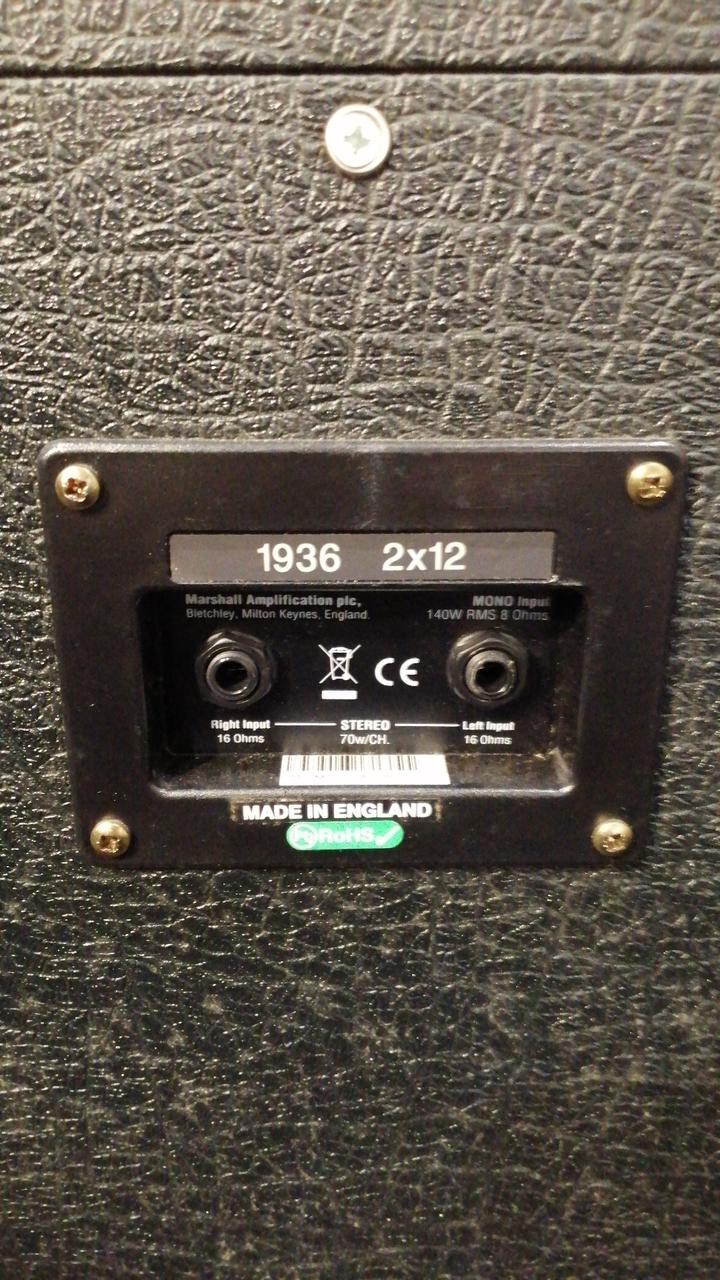 1936 2x12
Marshall Amplification plc,
Bletchley, Milton Keynes, England.
MONO Input
140W RMS 8 Ohms
CE
Right Input
16 Ohms
STEREO
70w/CH.
Left Input
16 Ohms
MADE IN ENGLAND
Pb RoHS